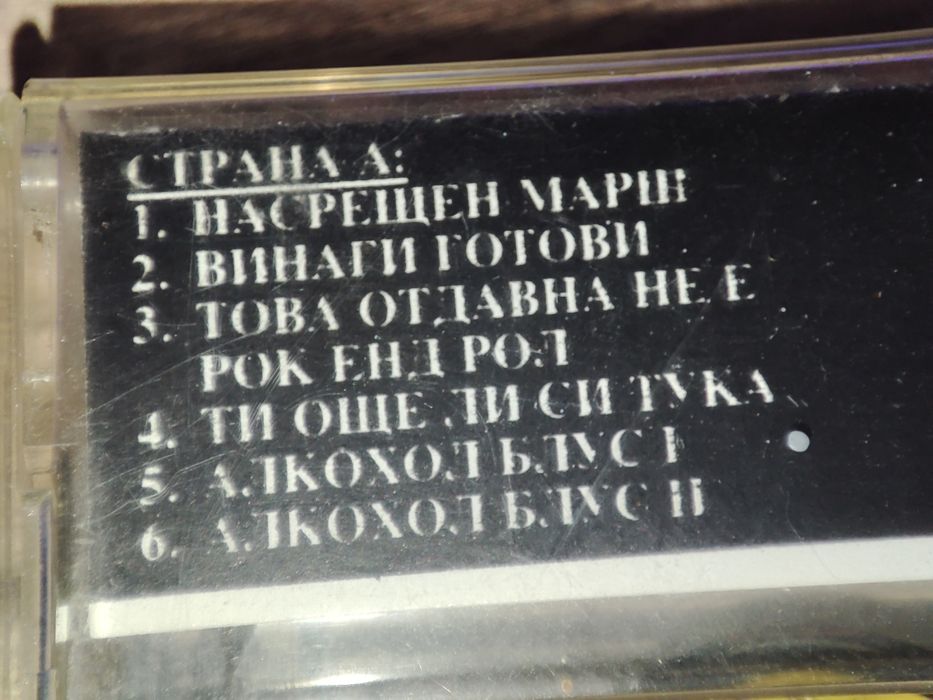 СТРАНА А:
1. НАСРЕЩЕН МАРШ
2. ВИНАГИ ГОТОВИ
3. ТОВА ОТДАВНА НЕ Е
РОК ЕНД РОЛ
4. ТИ ОЩЕ ЛИ СИ ТУКА
5. АЛКОХОЛ БЛУС I
6. АЛКОХОЛ БЛУС II